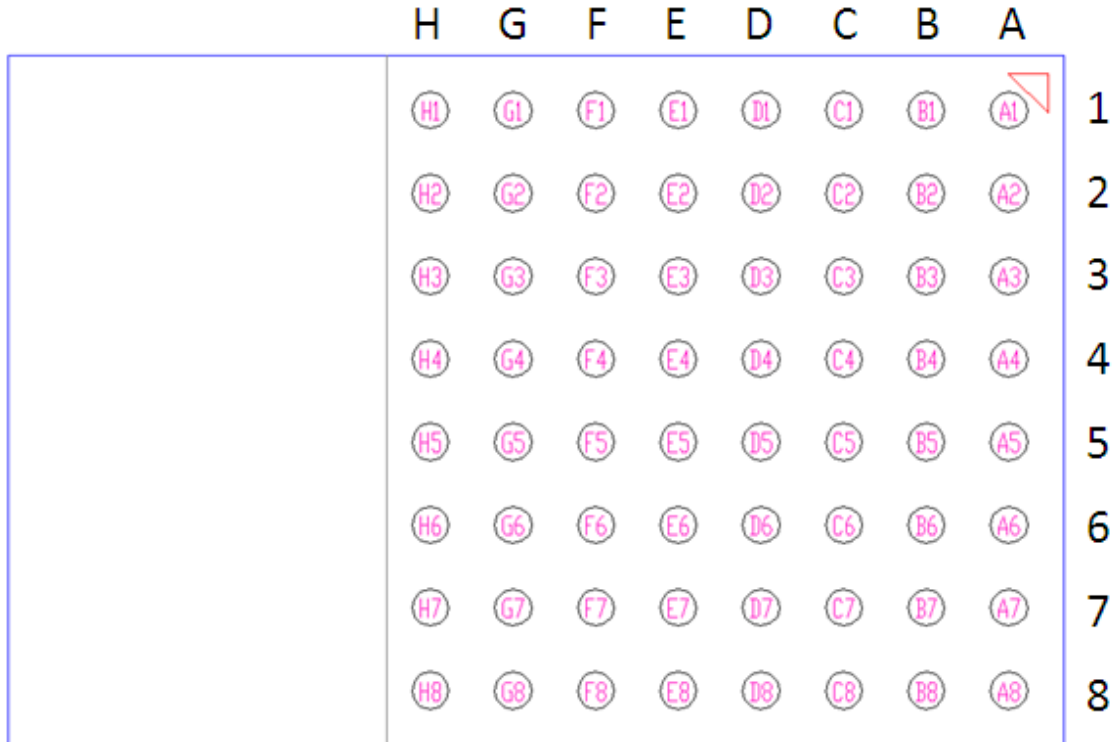 H G F E D C B A
H1 G1 F1 E1 D1 C1 B1 A1 1
H2 G2 F2 E2 D2 C2 B2 A2 2
H3 G3 F3 E3 D3 C3 B3 A3 3
H4 G4 F4 E4 D4 C4 B4 A4 4
H5 G5 F5 E5 D5 C5 B5 A5 5
H6 G6 F6 E6 D6 C6 B6 A6 6
H7 G7 F7 E7 D7 C7 B7 A7 7
H8 G8 F8 E8 D8 C8 B8 A8 8